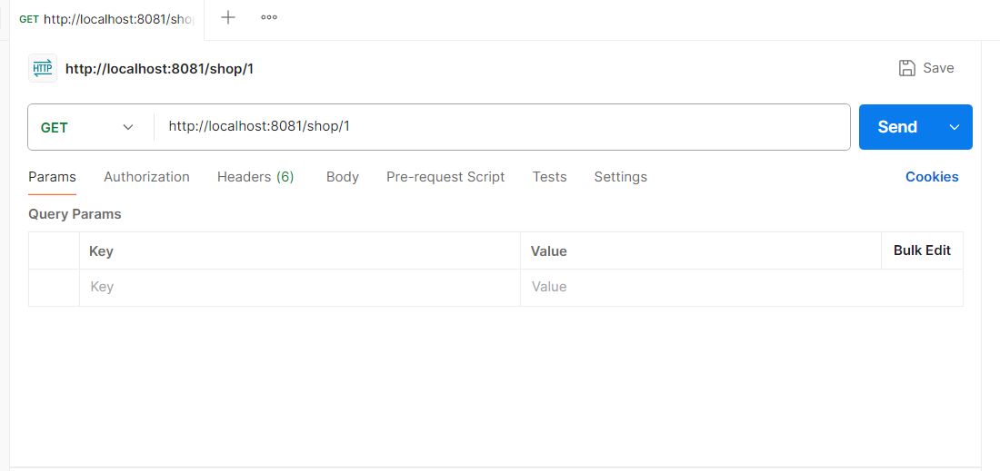 GET http://localhost:8081/sho
HTTP http://localhost:8081/shop/1
Save
GET http://localhost:8081/shop/1 Send
Params Authorization Headers (6) Body Pre-request Script Tests Settings Cookies
Query Params
Key Value Bulk Edit
Key Value